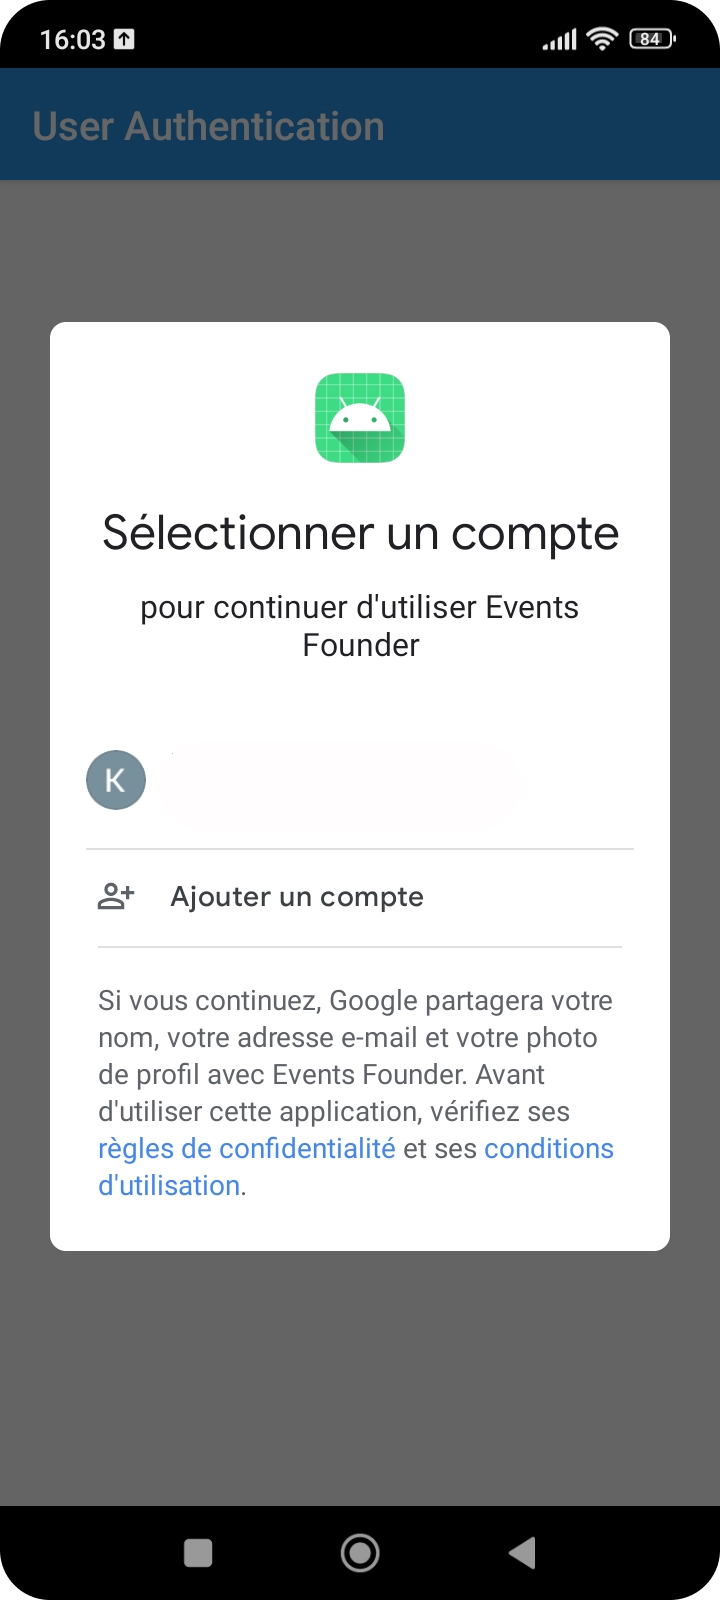 16:03
84
User Authentication
Sélectionner un compte
pour continuer d'utiliser Events
Founder
K
Ajouter un compte
Si vous continuez, Google partagera votre
nom, votre adresse e-mail et votre photo
de profil avec Events Founder. Avant
d'utiliser cette application, vérifiez ses
règles de confidentialité et ses conditions
d'utilisation.